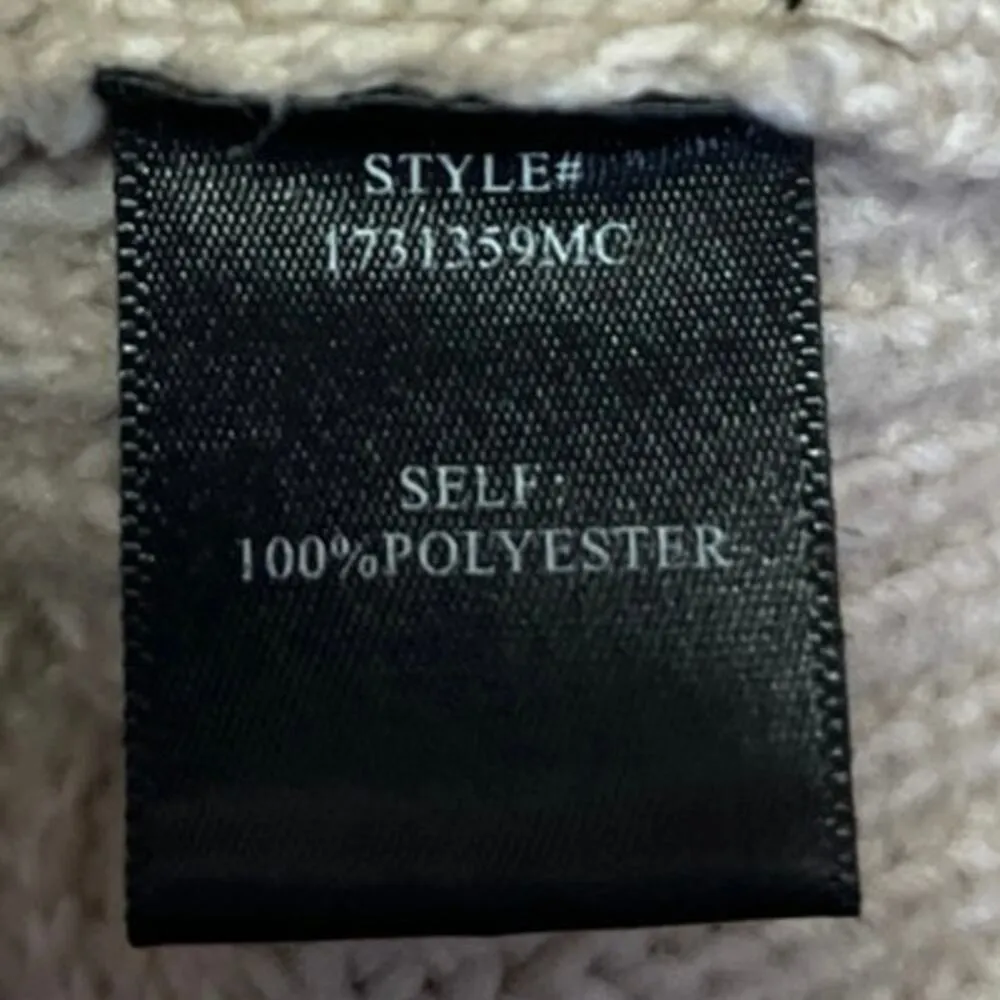 STYLE#
1731359MC
SELF:
100%POLYESTER